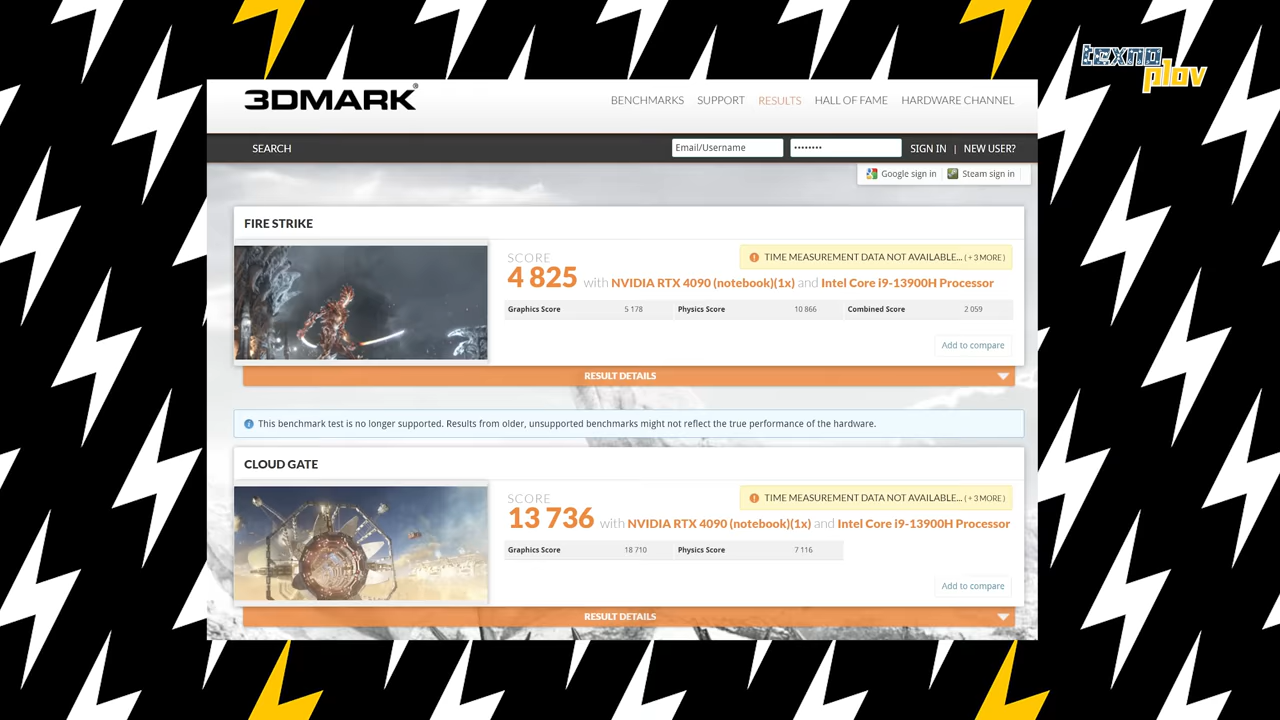 texno
plov
3DMARK®
BENCHMARKS SUPPORT RESULTS HALL OF FAME HARDWARE CHANNEL
SEARCH Email/Username •••••••• SIGN IN | NEW USER?
Google sign in Steam sign in
FIRE STRIKE
SCORE TIME MEASUREMENT DATA NOT AVAILABLE... ( + 3 MORE )
4 825 with NVIDIA RTX 4090 (notebook)(1x) and Intel Core i9-13900H Processor
Graphics Score 5 178 Physics Score 10 866 Combined Score 2 059
Add to compare
RESULT DETAILS
This benchmark test is no longer supported. Results from older, unsupported benchmarks might not reflect the true performance of the hardware.
CLOUD GATE
SCORE TIME MEASUREMENT DATA NOT AVAILABLE... ( + 3 MORE )
13 736 with NVIDIA RTX 4090 (notebook)(1x) and Intel Core i9-13900H Processor
Graphics Score 18 710 Physics Score 7 116
Add to compare
RESULT DETAILS